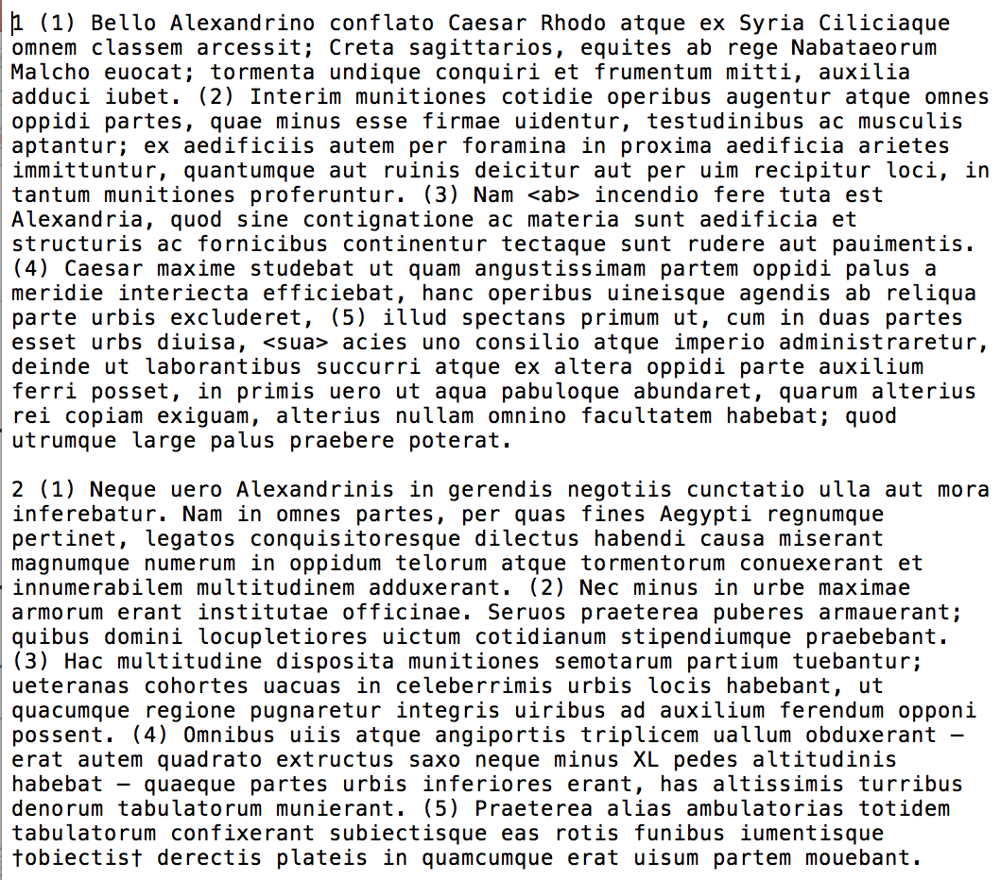 1 (1) Bello Alexandrino conflato Caesar Rhodo atque ex Syria Ciliciaque
omnem classem arcessit; Creta sagittarios, equites ab rege Nabataeorum
Malcho euocat; tormenta undique conquiri et frumentum mitti, auxilia
adduci iubet. (2) Interim munitiones cotidie operibus augentur atque omnes
oppidi partes, quae minus esse firmae uidentur, testudinibus ac musculis
aptantur; ex aedificiis autem per foramina in proxima aedificia arietes
immittuntur, quantumque aut ruinis deicitur aut per uim recipitur loci, in
tantum munitiones proferuntur. (3) Nam <ab> incendio fere tuta est
Alexandria, quod sine contignatione ac materia sunt aedificia et
structuris ac fornicibus continentur tectaque sunt rudere aut pauimentis.
(4) Caesar maxime studebat ut quam angustissimam partem oppidi palus a
meridie interiecta efficiebat, hanc operibus uineisque agendis ab reliqua
parte urbis excluderet, (5) illud spectans primum ut, cum in duas partes
esset urbs diuisa, <sua> acies uno consilio atque imperio administraretur,
deinde ut laborantibus succurri atque ex altera oppidi parte auxilium
ferri posset, in primis uero ut aqua pabuloque abundaret, quarum alterius
rei copiam exiguam, alterius nullam omnino facultatem habebat; quod
utrumque large palus praebere poterat.

2 (1) Neque uero Alexandrinis in gerendis negotiis cunctatio ulla aut mora
inferebatur. Nam in omnes partes, per quas fines Aegypti regnumque
pertinet, legatos conquisitoresque dilectus habendi causa miserant
magnumque numerum in oppidum telorum atque tormentorum conuexerant et
innumerabilem multitudinem adduxerant. (2) Nec minus in urbe maximae
armorum erant institutae officinae. Seruos praeterea puberes armauerant;
quibus domini locupletiores uictum cotidianum stipendiumque praebebant.
(3) Hac multitudine disposita munitiones semotarum partium tuebantur;
ueteranas cohortes uacuas in celeberrimis urbis locis habebant, ut
quacumque regione pugnaretur integris uiribus ad auxilium ferendum opponi
possent. (4) Omnibus uiis atque angiportis triplicem uallum obduxerant –
erat autem quadrato extructus saxo neque minus XL pedes altitudinis
habebat – quaeque partes urbis inferiores erant, has altissimis turribus
denorum tabulatorum munierant. (5) Praeterea alias ambulatorias totidem
tabulatorum confixerant subiectisque eas rotis funibus iumentisque
†obiectis† derectis plateis in quamcumque erat uisum partem mouebant.